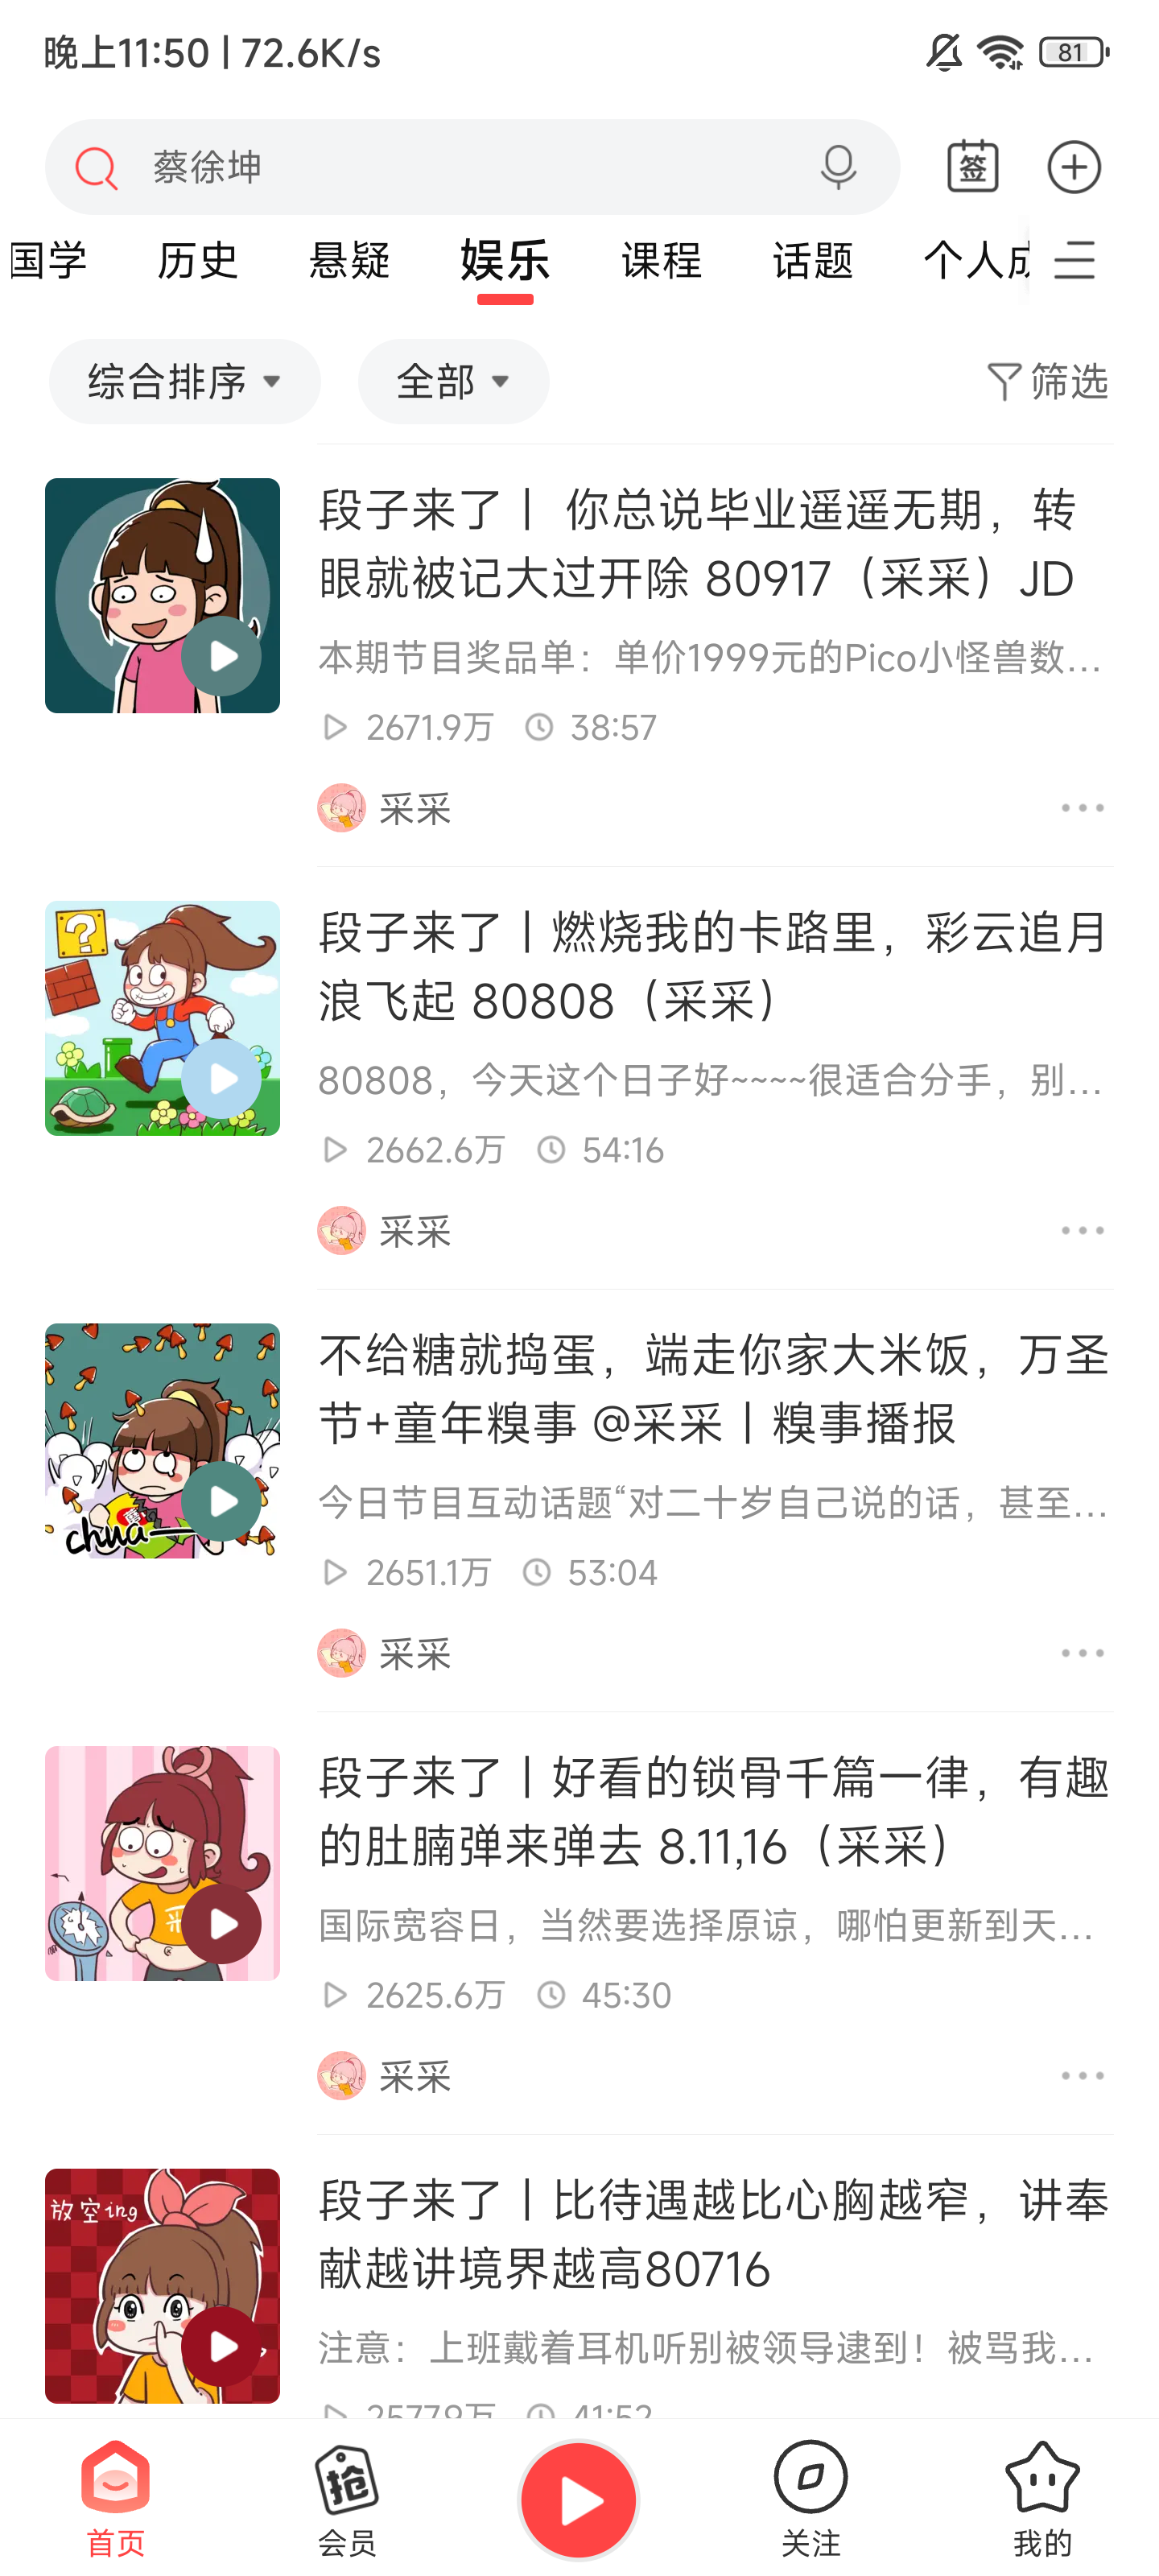 晚上11:50 | 72.6K/s
81
蔡徐坤
签
国学 历史 悬疑 娱乐 课程 话题 个人成
综合排序 全部 筛选
段子来了丨 你总说毕业遥遥无期，转
眼就被记大过开除 80917（采采）JD
本期节目奖品单：单价1999元的Pico小怪兽数...
2671.9万 38:57
采采
段子来了丨燃烧我的卡路里，彩云追月
浪飞起 80808（采采）
80808，今天这个日子好~~~~很适合分手，别...
2662.6万 54:16
采采
chua
不给糖就捣蛋，端走你家大米饭，万圣
节+童年糗事 @采采丨糗事播报
今日节目互动话题“对二十岁自己说的话，甚至...
2651.1万 53:04
采采
采
段子来了丨好看的锁骨千篇一律，有趣
的肚腩弹来弹去 8.11,16（采采）
国际宽容日，当然要选择原谅，哪怕更新到天...
2625.6万 45:30
采采
放空ing
段子来了丨比待遇越比心胸越窄，讲奉
献越讲境界越高80716
注意：上班戴着耳机听别被领导逮到！被骂我...
2577.9万 41:52
抢
首页 会员 关注 我的